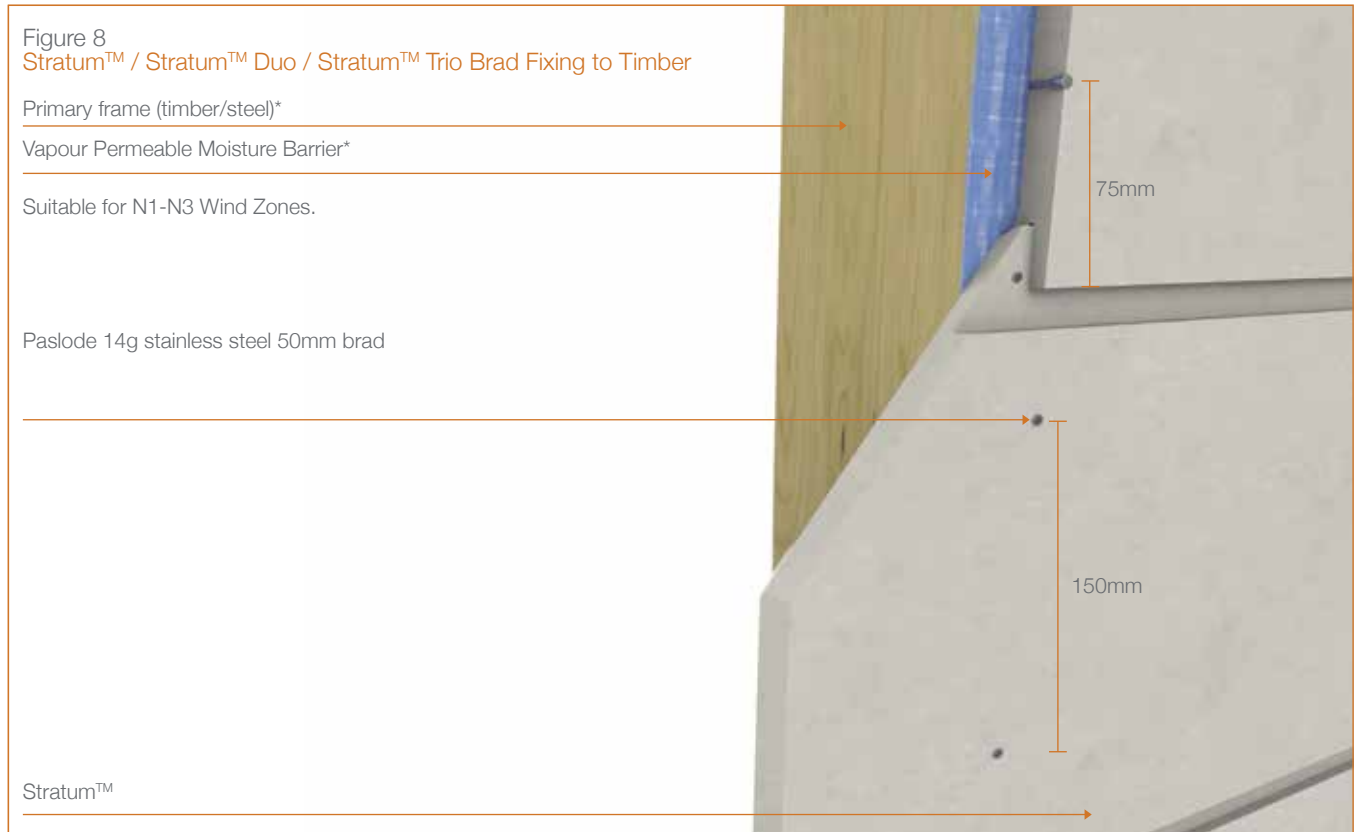 Figure 8
Stratum™ / Stratum™ Duo / Stratum™ Trio Brad Fixing to Timber
Primary frame (timber/steel)*
Vapour Permeable Moisture Barrier*
75mm
Suitable for N1-N3 Wind Zones.
Paslode 14g stainless steel 50mm brad
150mm
Stratum™